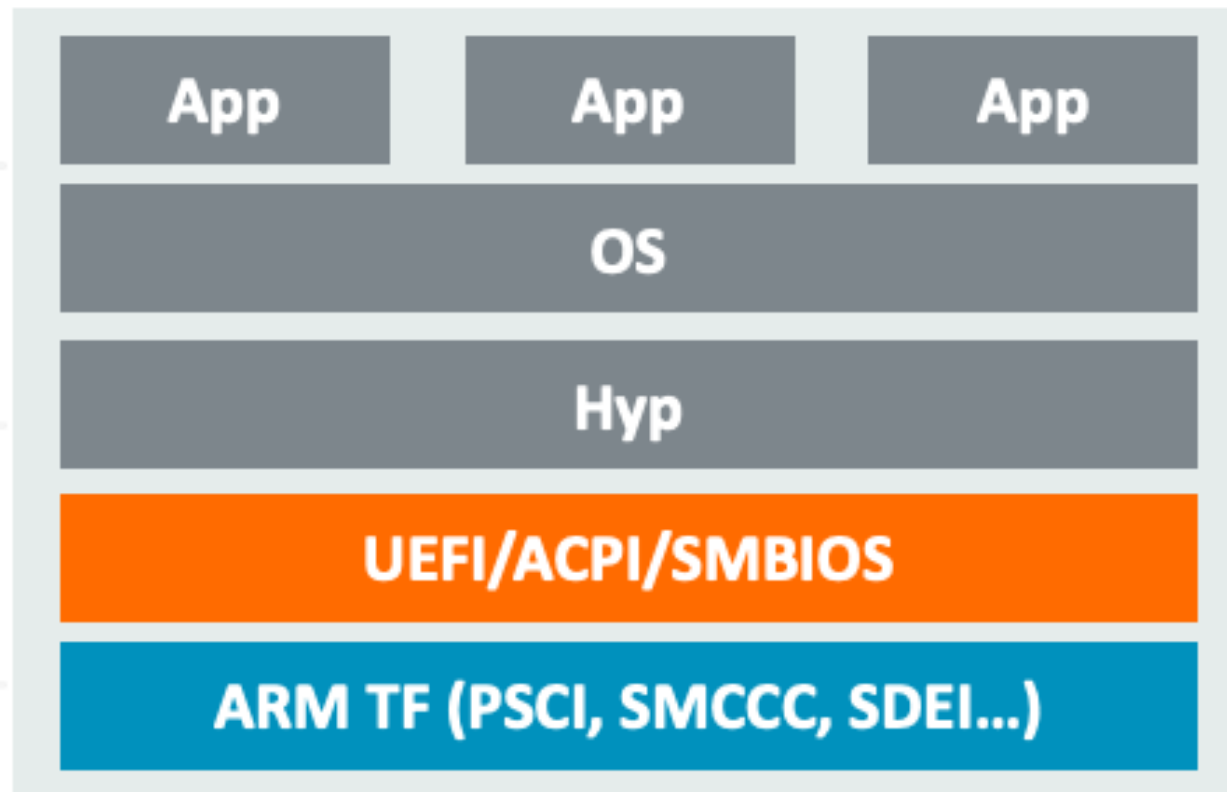 App App App
OS
Hyp
UEFI/ACPI/SMBIOS
ARM TF (PSCI, SMCCC, SDEI...)